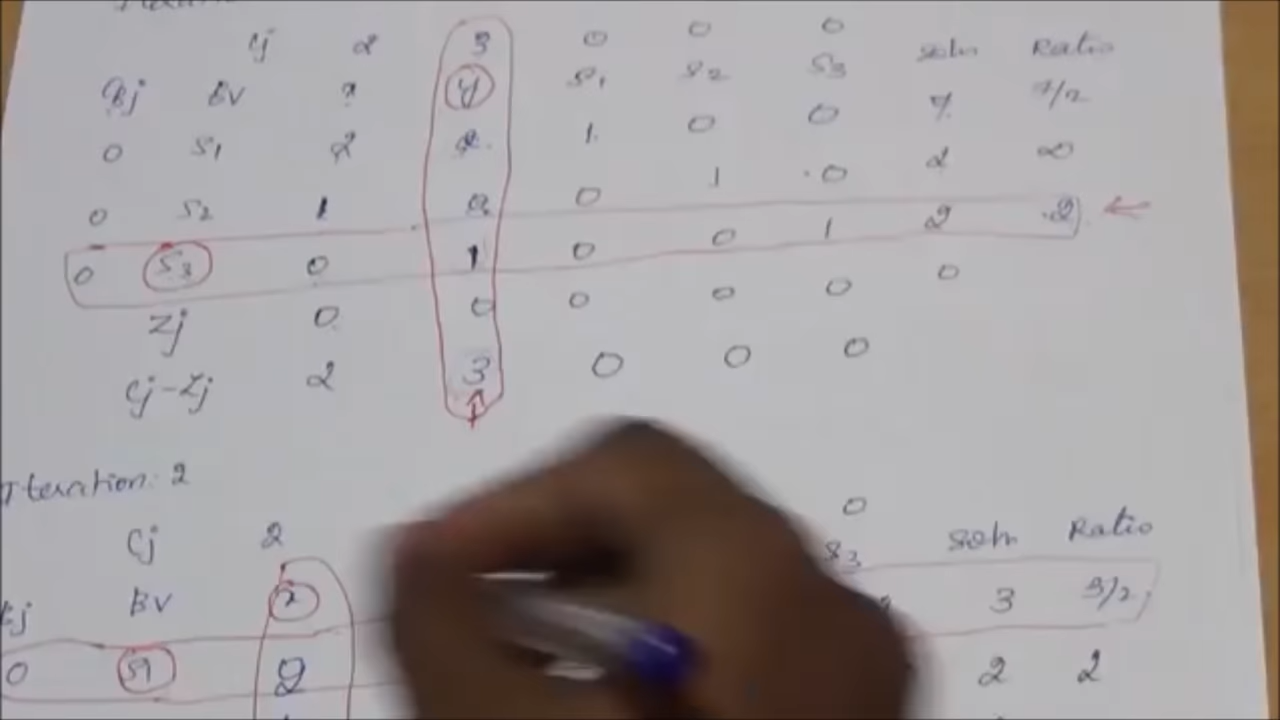 Cj 2 3 0 0 0
CBj BV x y S1 S2 S3 Soln Ratio
0 S1 2 2 1 0 0 7 7/2
0 S2 1 0 0 1 0 2 ∞
0 S3 0 1 0 0 1 2 2
Zj 0 0 0 0 0 0
Cj-Zj 2 3 0 0 0
Iteration: 2
Cj 2 0
Bj BV x S3 Soln Ratio
0 S1 2 3 3/2
2 2